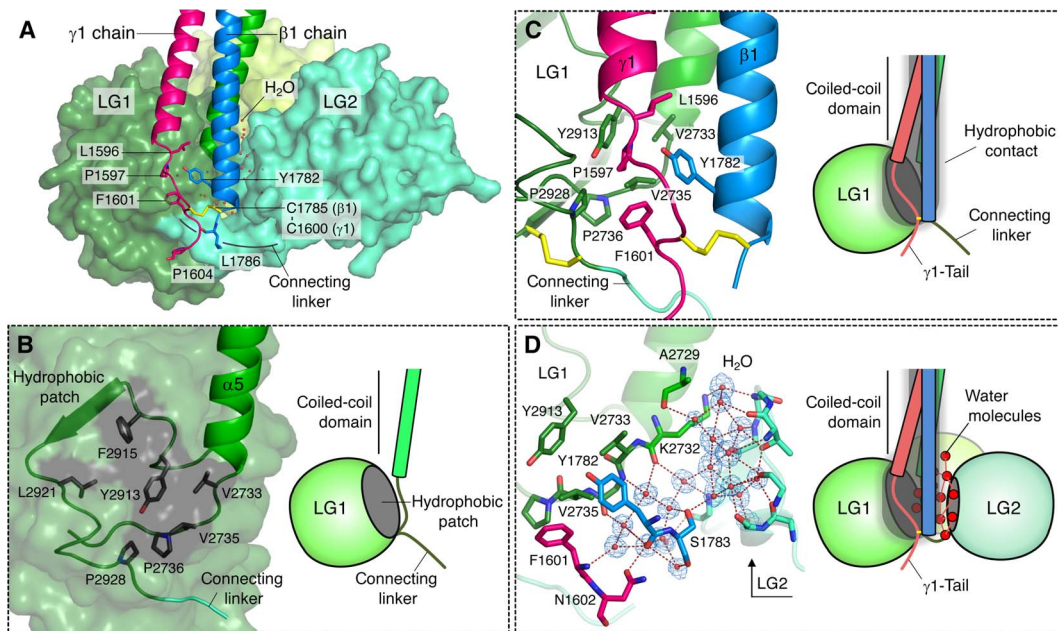 A
γ1 chain
β1 chain
H₂O
LG1
LG2
L1596
P1597
F1601
Y1782
C1785 (β1)
C1600 (γ1)
L1786
P1604
Connecting
linker
B
Hydrophobic
patch
α5
F2915
L2921
Y2913
V2733
V2735
P2736
P2928
Connecting
linker
Coiled-coil
domain
LG1
Hydrophobic
patch
Connecting
linker
C
LG1
γ1
β1
L1596
Y2913
V2733
P1597
Y1782
P2928
V2735
P2736
F1601
Connecting
linker
Coiled-coil
domain
Hydrophobic
contact
LG1
Connecting
linker
γ1-Tail
D
LG1
A2729
H₂O
Y2913
V2733
K2732
Y1782
V2735
S1783
F1601
N1602
LG2
Coiled-coil
domain
Water
molecules
LG1
LG2
γ1-Tail